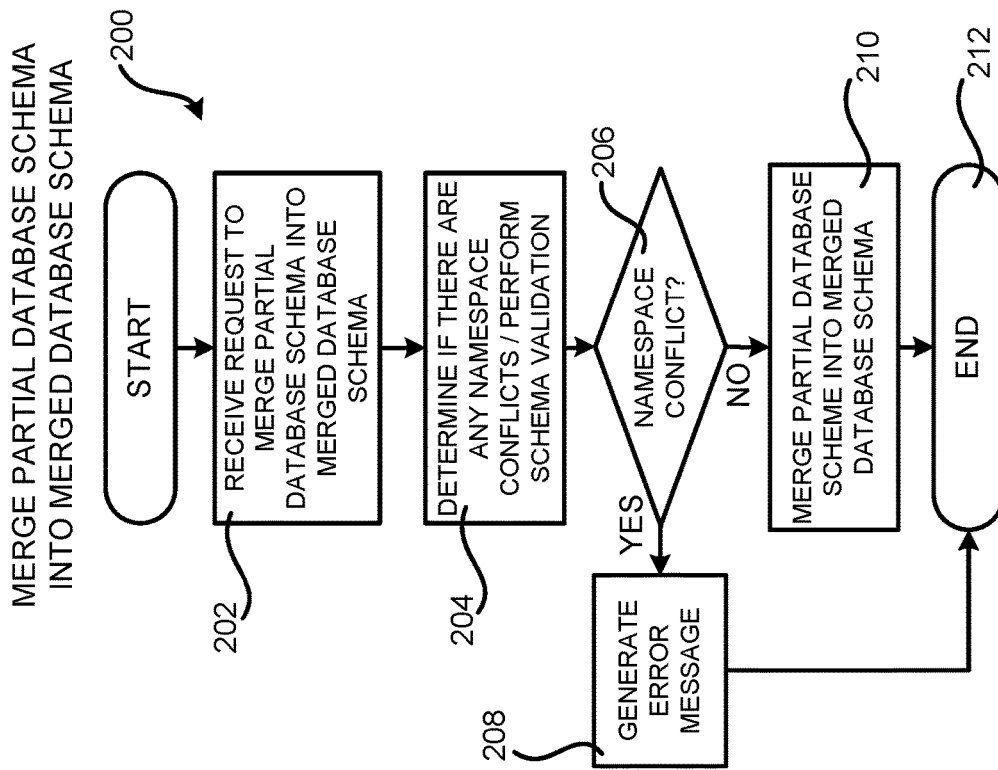 MERGE PARTIAL DATABASE SCHEMA
INTO MERGED DATABASE SCHEMA
200
START
RECEIVE REQUEST TO
MERGE PARTIAL
DATABASE SCHEMA INTO
MERGED DATABASE
SCHEMA
202
DETERMINE IF THERE ARE
ANY NAMESPACE
CONFLICTS / PERFORM
SCHEMA VALIDATION
204
NAMESPACE
CONFLICT?
206
YES
NO
GENERATE
ERROR
MESSAGE
208
MERGE PARTIAL DATABASE
SCHEME INTO MERGED
DATABASE SCHEMA
210
END
212